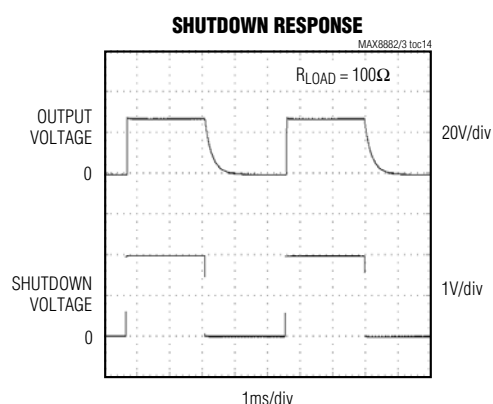 SHUTDOWN RESPONSE
MAX8882/3 toc14
RLOAD = 100Ω
OUTPUT
VOLTAGE
20V/div
0
SHUTDOWN
VOLTAGE
1V/div
0
1ms/div